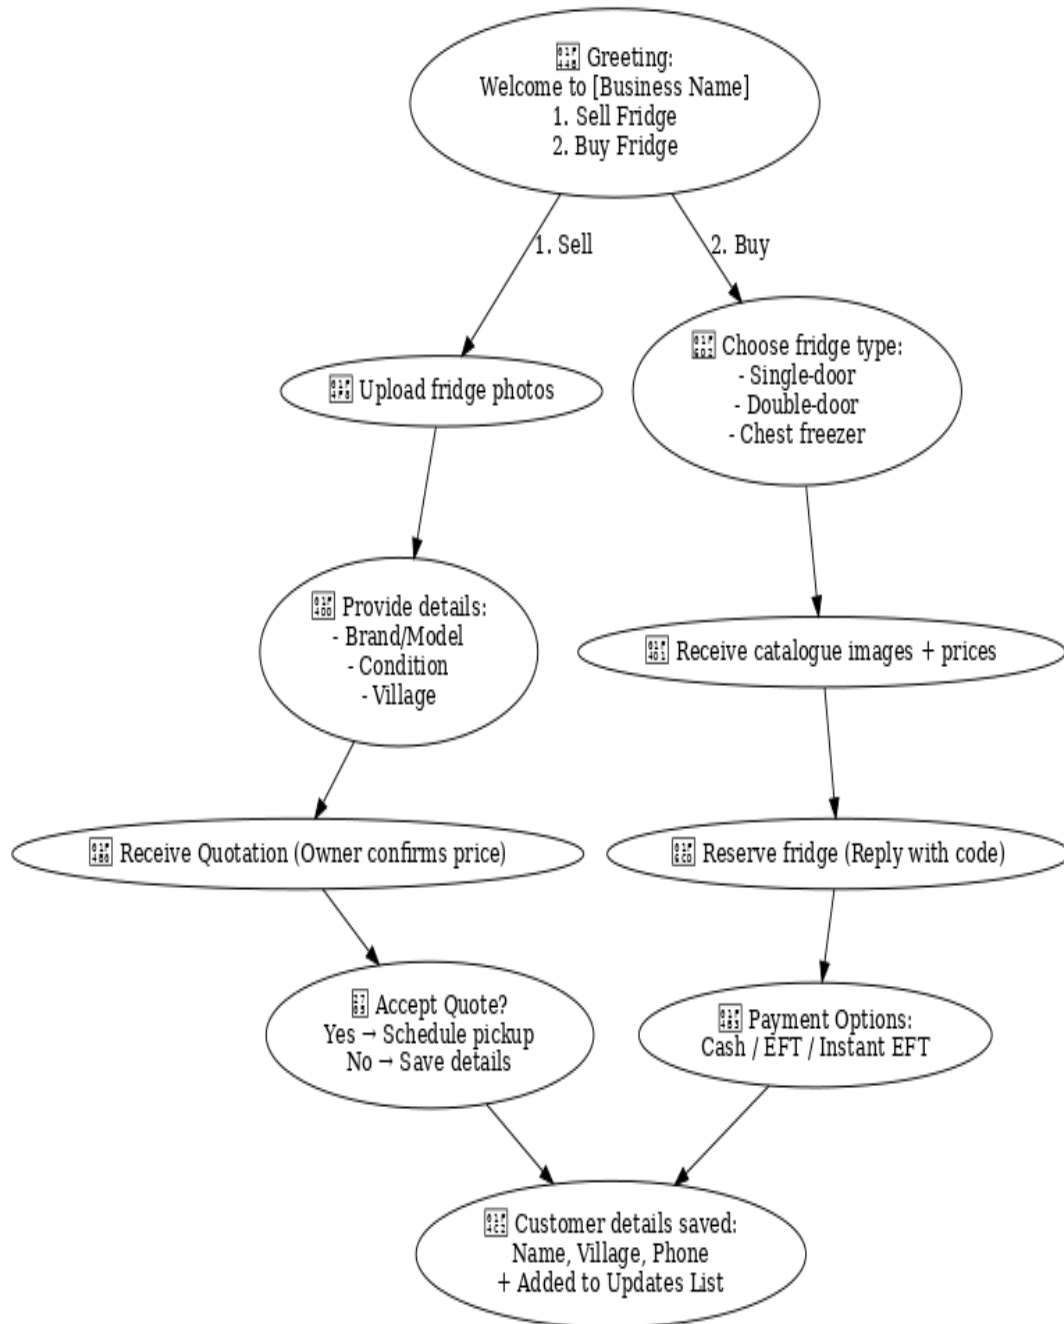 Greeting:
Welcome to [Business Name]
1. Sell Fridge
2. Buy Fridge
1. Sell
2. Buy
Upload fridge photos
Choose fridge type:
- Single-door
- Double-door
- Chest freezer
Provide details:
- Brand/Model
- Condition
- Village
Receive catalogue images + prices
Receive Quotation (Owner confirms price)
Reserve fridge (Reply with code)
Accept Quote?
Yes → Schedule pickup
No → Save details
Payment Options:
Cash / EFT / Instant EFT
Customer details saved:
Name, Village, Phone
+ Added to Updates List